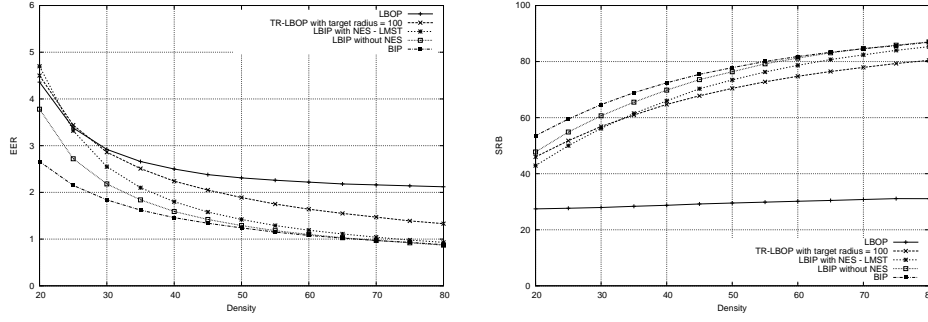 6
5
4
3
2
1
0
EER
20 30 40 50 60 70 80
Density
LBOP
TR-LBOP with target radius = 100
LBIP with NES - LMST
LBIP without NES
BIP
100
80
60
40
20
0
SRB
20 30 40 50 60 70 80
Density
LBOP
TR-LBOP with target radius = 100
LBIP with NES - LMST
LBIP without NES
BIP